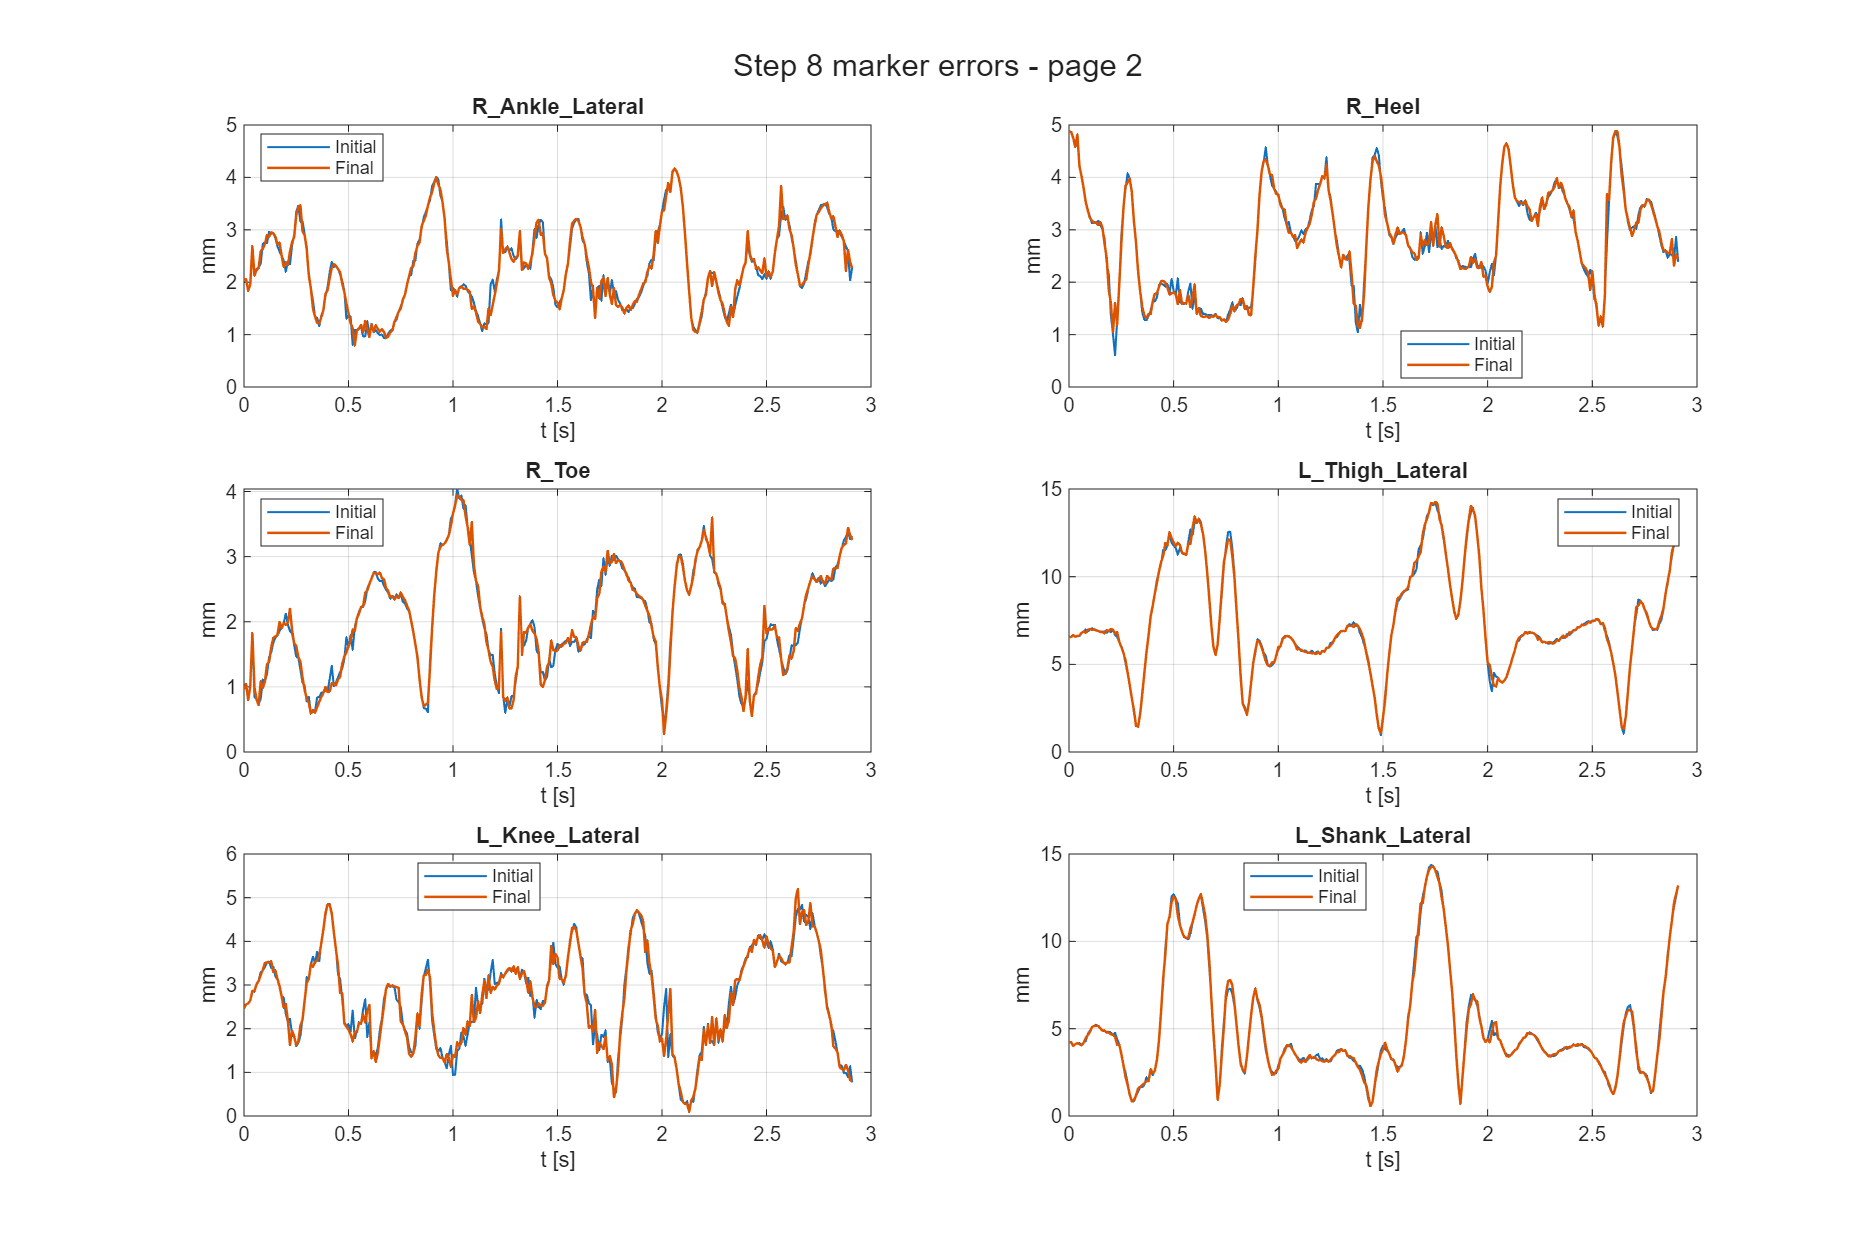 Step 8 marker errors - page 2
R_Ankle_Lateral
5
4
3
2
1
0
mm
Initial
Final
0 0.5 1 1.5 2 2.5 3
t [s]
R_Heel
5
4
3
2
1
0
mm
Initial
Final
0 0.5 1 1.5 2 2.5 3
t [s]
R_Toe
4
3
2
1
0
mm
Initial
Final
0 0.5 1 1.5 2 2.5 3
t [s]
L_Thigh_Lateral
15
10
5
0
mm
Initial
Final
0 0.5 1 1.5 2 2.5 3
t [s]
L_Knee_Lateral
6
5
4
3
2
1
0
mm
Initial
Final
0 0.5 1 1.5 2 2.5 3
t [s]
L_Shank_Lateral
15
10
5
0
mm
Initial
Final
0 0.5 1 1.5 2 2.5 3
t [s]